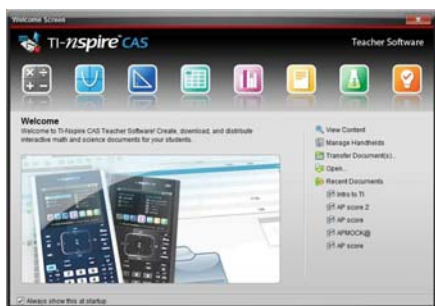 Welcome Screen
TI-nspire CAS
Teacher Software
Welcome
Welcome to TI-Nspire CAS Teacher Software! Create, download, and distribute
interactive math and science documents for your students.
View Content
Manage Handhelds
Transfer Document(s)...
Open...
Recent Documents
Intro to TI
AP score 2
AP score
APMOCK@
AP score
Always show this at startup